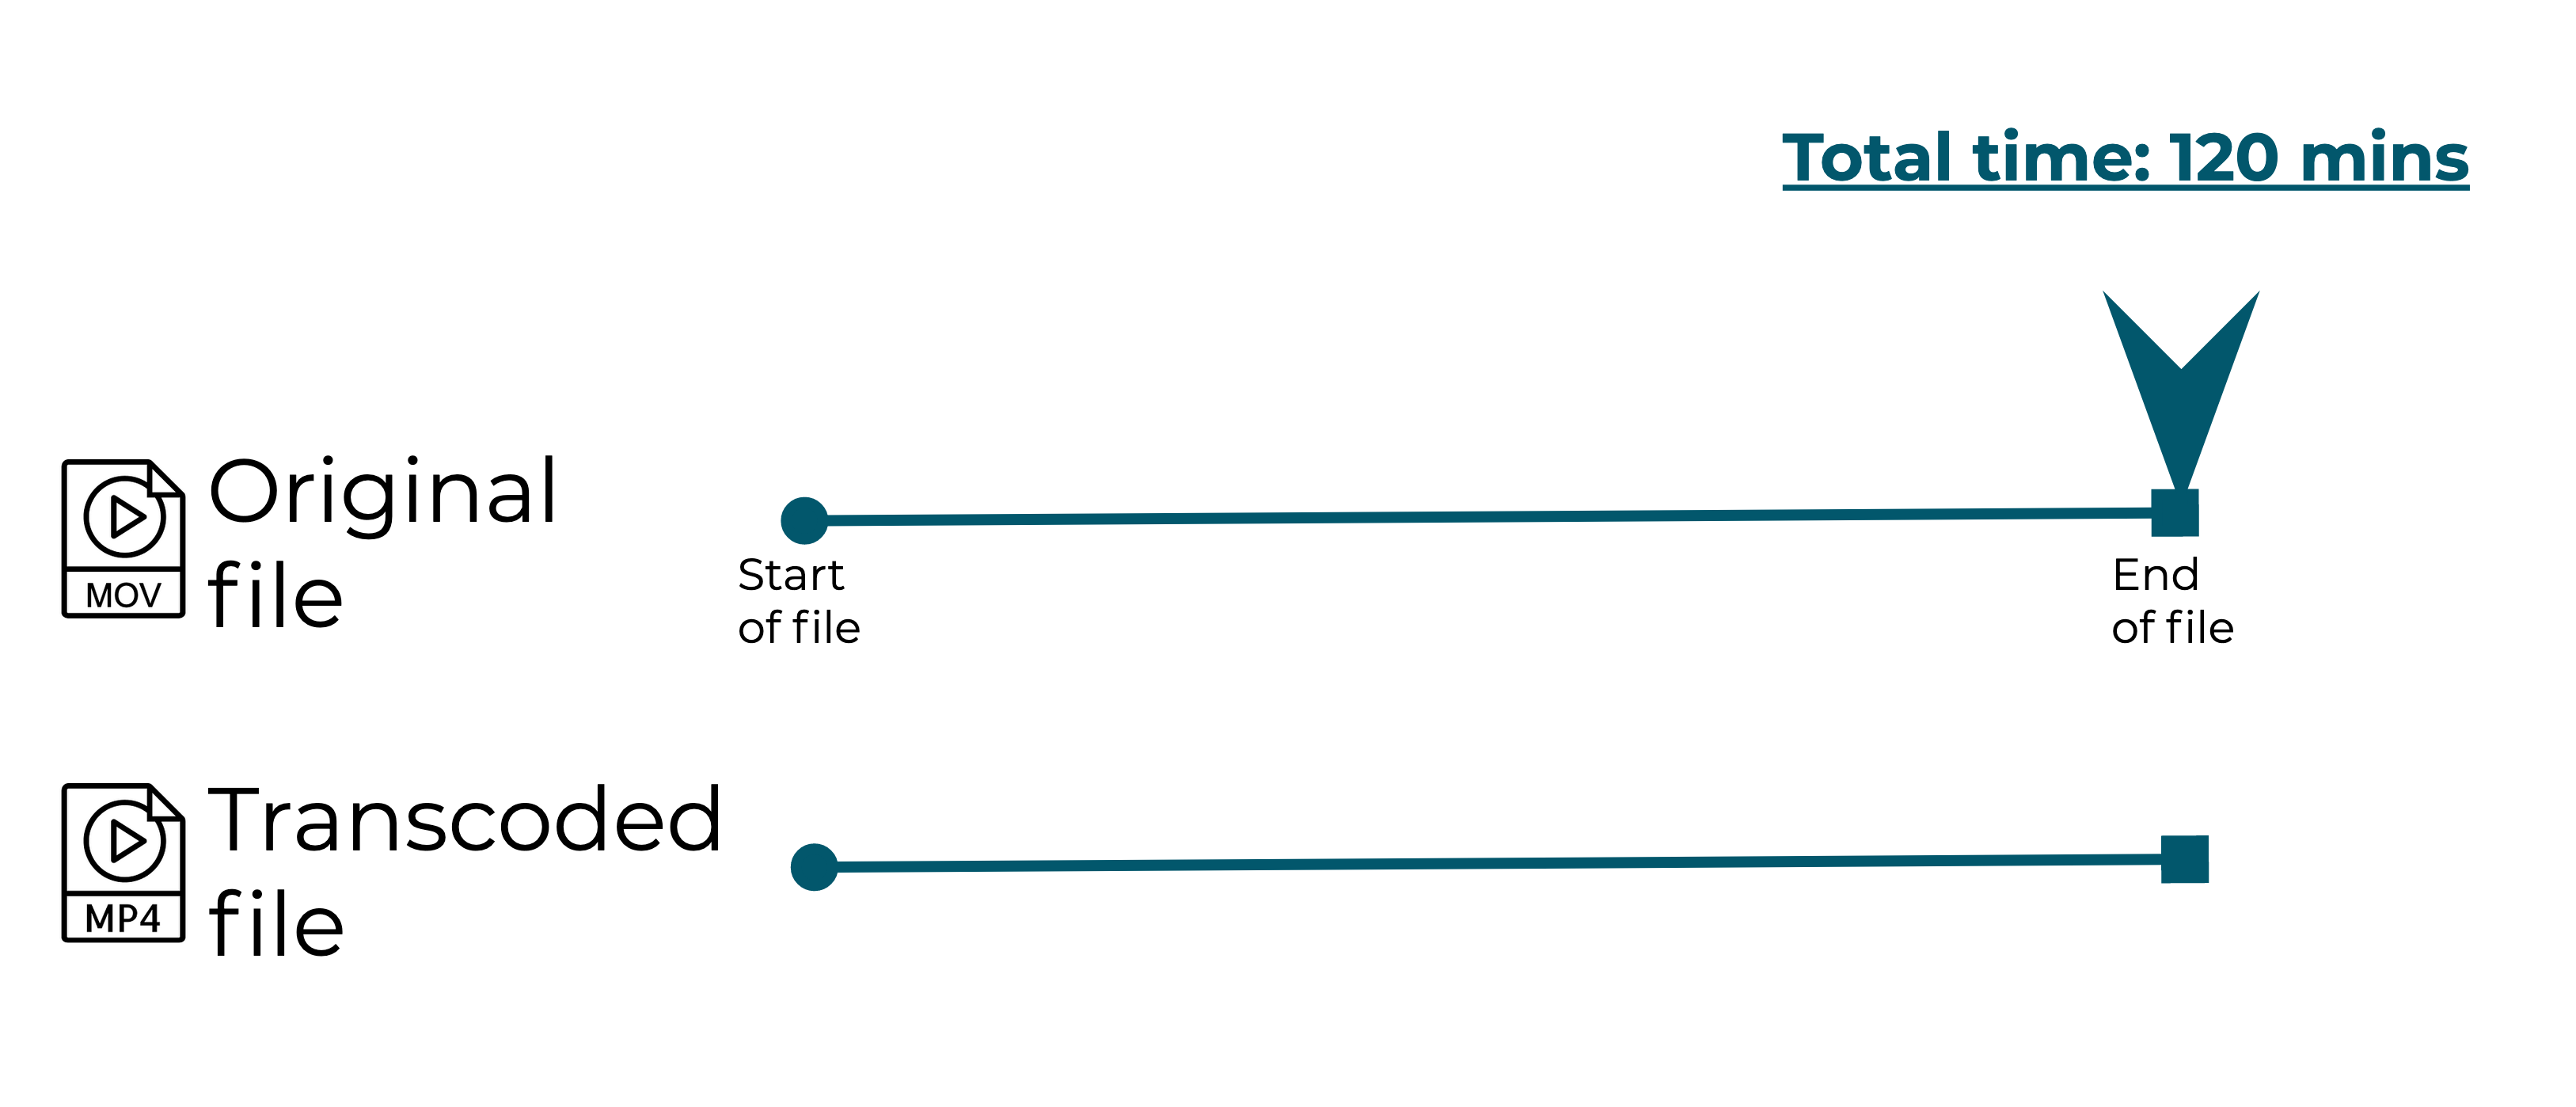 Total time: 120 mins
Original
file
MOV
Start
of file
End
of file
Transcoded
file
MP4